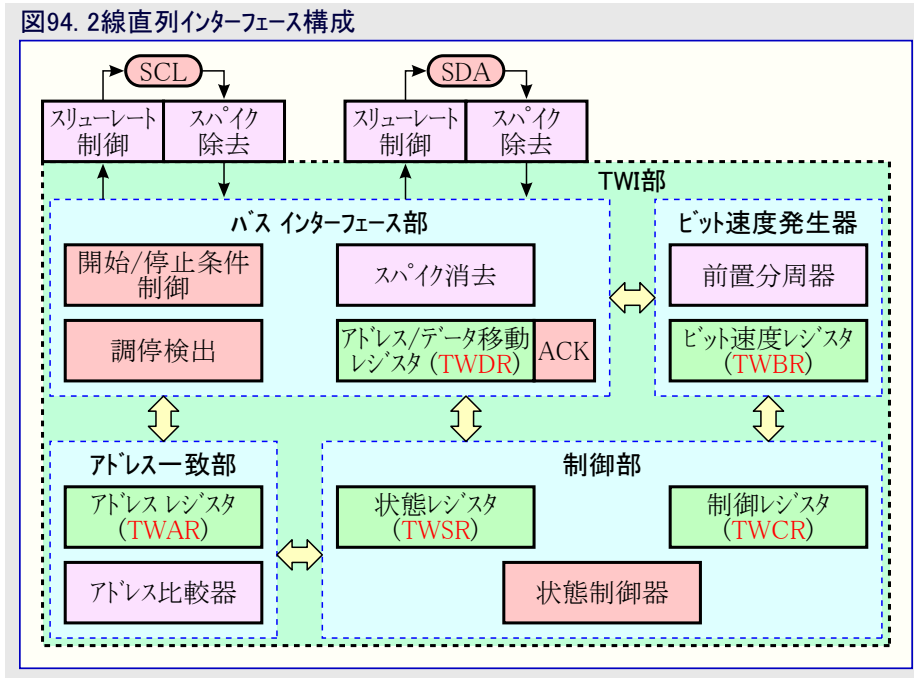 図94. 2線直列インターフェース構成
SCL
SDA
スリューレート
制御
スパイク
除去
スリューレート
制御
スパイク
除去
TWI部
バス インターフェース部
開始/停止条件
制御
スパイク消去
調停検出
アドレス/データ移動
レジスタ (TWDR)
ACK
ビット速度発生器
前置分周器
ビット速度レジスタ
(TWBR)
アドレス一致部
アドレス レジスタ
(TWAR)
アドレス比較器
制御部
状態レジスタ
(TWSR)
制御レジスタ
(TWCR)
状態制御器